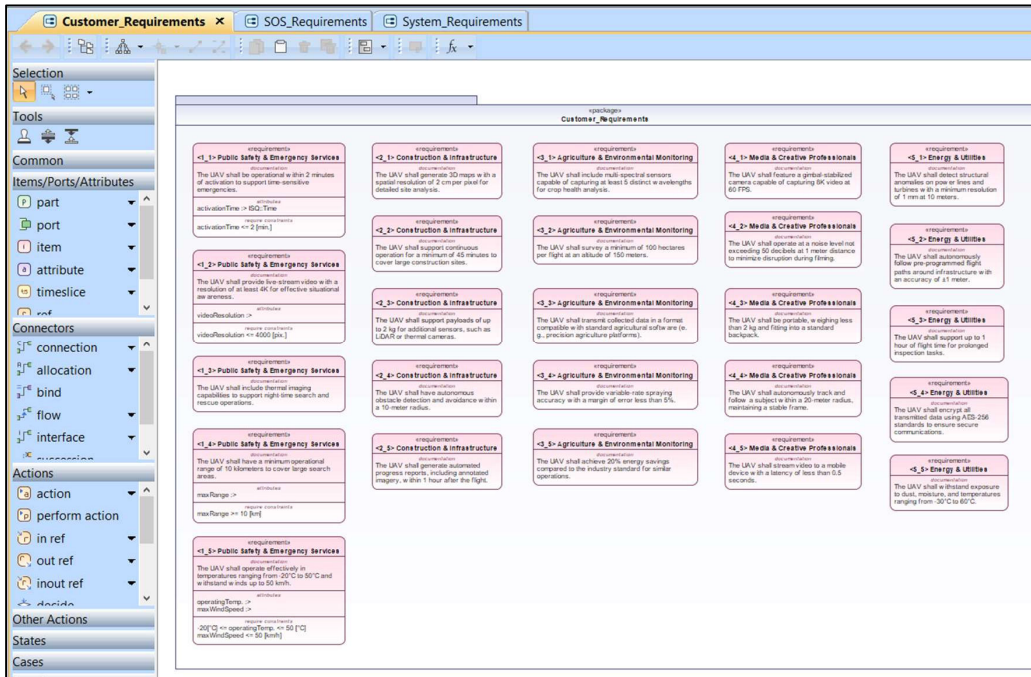 Customer_Requirements × SOS_Requirements System_Requirements
fx
Selection
Tools
Common
Items/Ports/Attributes
part
port
item
attribute
timeslice
ref
Connectors
connection
allocation
bind
flow
interface
succession
Actions
action
perform action
in ref
out ref
inout ref
decide
Other Actions
States
Cases
«package»
Customer_Requirements
«requirement»
<1_1> Public Safety & Emergency Services
documentation
The UAV shall be operational within 2 minutes
of activation to support time-sensitive
emergencies.
attributes
activationTime :> ISQ::Time
require constraints
activationTime <= 2 [min.]
«requirement»
<1_2> Public Safety & Emergency Services
documentation
The UAV shall provide live-stream video with a
resolution of at least 4K for effective situational
awareness.
attributes
videoResolution :>
require constraints
videoResolution <= 4000 [pix.]
«requirement»
<1_3> Public Safety & Emergency Services
documentation
The UAV shall include thermal imaging
capabilities to support night-time search and
rescue operations.
«requirement»
<1_4> Public Safety & Emergency Services
documentation
The UAV shall have a minimum operational
range of 10 kilometers to cover large search
areas.
attributes
maxRange :>
require constraints
maxRange >= 10 [km]
«requirement»
<1_5> Public Safety & Emergency Services
documentation
The UAV shall operate effectively in
temperatures ranging from -20°C to 50°C and
withstand winds up to 50 km/h.
attributes
operatingTemp. :>
maxWindSpeed :>
require constraints
-20[°C] <= operatingTemp. <= 50 [°C]
maxWindSpeed <= 50 [km/h]
«requirement»
<2_1> Construction & Infrastructure
documentation
The UAV shall generate 3D maps with a
spatial resolution of 2 cm per pixel for
detailed site analysis.
«requirement»
<2_2> Construction & Infrastructure
documentation
The UAV shall support continuous
operation for a minimum of 45 minutes to
cover large construction sites.
«requirement»
<2_3> Construction & Infrastructure
documentation
The UAV shall support payloads of up
to 2 kg for additional sensors, such as
LiDAR or thermal cameras.
«requirement»
<2_4> Construction & Infrastructure
documentation
The UAV shall have autonomous
obstacle detection and avoidance within
a 10-meter radius.
«requirement»
<2_5> Construction & Infrastructure
documentation
The UAV shall generate automated
progress reports, including annotated
imagery, within 1 hour after the flight.
«requirement»
<3_1> Agriculture & Environmental Monitoring
documentation
The UAV shall include multi-spectral sensors
capable of capturing at least 5 distinct wavelengths
for crop health analysis.
«requirement»
<3_2> Agriculture & Environmental Monitoring
documentation
The UAV shall survey a minimum of 100 hectares
per flight at an altitude of 150 meters.
«requirement»
<3_3> Agriculture & Environmental Monitoring
documentation
The UAV shall transmit collected data in a format
compatible with standard agricultural software (e.
g., precision agriculture platforms).
«requirement»
<3_4> Agriculture & Environmental Monitoring
documentation
The UAV shall provide variable-rate spraying
accuracy with a margin of error less than 5%.
«requirement»
<3_5> Agriculture & Environmental Monitoring
documentation
The UAV shall achieve 20% energy savings
compared to the industry standard for similar
operations.
«requirement»
<4_1> Media & Creative Professionals
documentation
The UAV shall feature a gimbal-stabilized
camera capable of capturing 8K video at
60 FPS.
«requirement»
<4_2> Media & Creative Professionals
documentation
The UAV shall operate at a noise level not
exceeding 50 decibels at 1 meter distance
to minimize disruption during filming.
«requirement»
<4_3> Media & Creative Professionals
documentation
The UAV shall be portable, weighing less
than 2 kg and fitting into a standard
backpack.
«requirement»
<4_4> Media & Creative Professionals
documentation
The UAV shall autonomously track and
follow a subject within a 20-meter radius,
maintaining a stable frame.
«requirement»
<4_5> Media & Creative Professionals
documentation
The UAV shall stream video to a mobile
device with a latency of less than 0.5
seconds.
«requirement»
<5_1> Energy & Utilities
documentation
The UAV shall detect structural
anomalies on power lines and
turbines with a minimum resolution
of 1 mm at 10 meters.
«requirement»
<5_2> Energy & Utilities
documentation
The UAV shall autonomously
follow pre-programmed flight
paths around infrastructure with
an accuracy of ±1 meter.
«requirement»
<5_3> Energy & Utilities
documentation
The UAV shall support up to 1
hour of flight time for prolonged
inspection tasks.
«requirement»
<5_4> Energy & Utilities
documentation
The UAV shall encrypt all
transmitted data using AES-256
standards to ensure secure
communications.
«requirement»
<5_5> Energy & Utilities
documentation
The UAV shall withstand exposure
to dust, moisture, and temperatures
ranging from -30°C to 60°C.